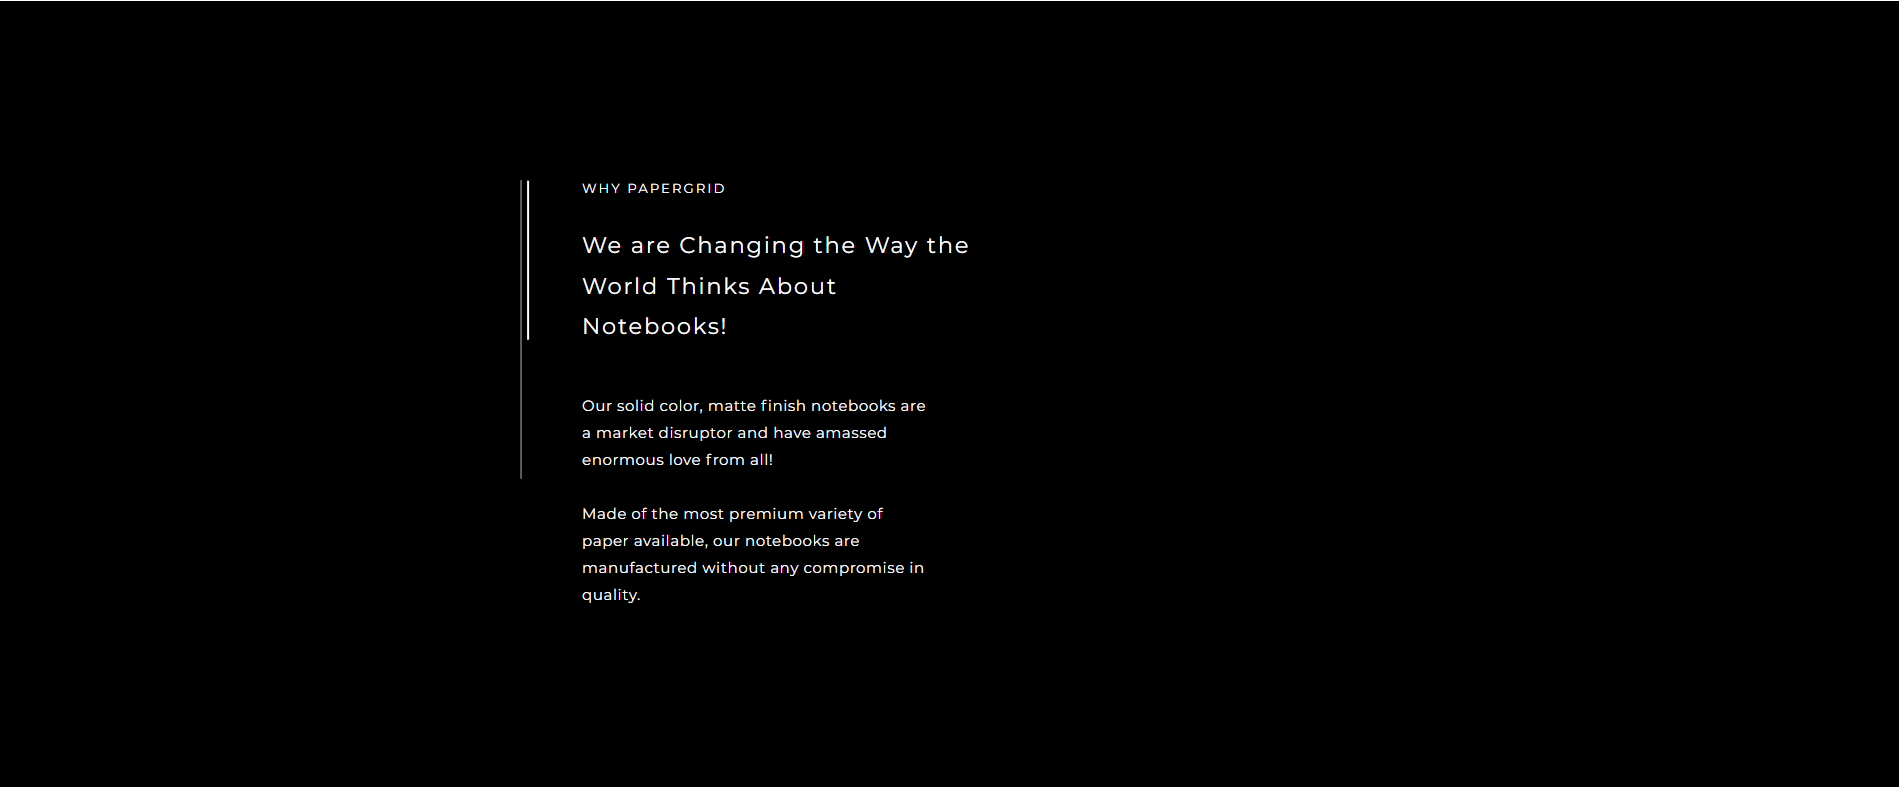 WHY PAPERGRID
We are Changing the Way the
World Thinks About
Notebooks!
Our solid color, matte finish notebooks are
a market disruptor and have amassed
enormous love from all!
Made of the most premium variety of
paper available, our notebooks are
manufactured without any compromise in
quality.